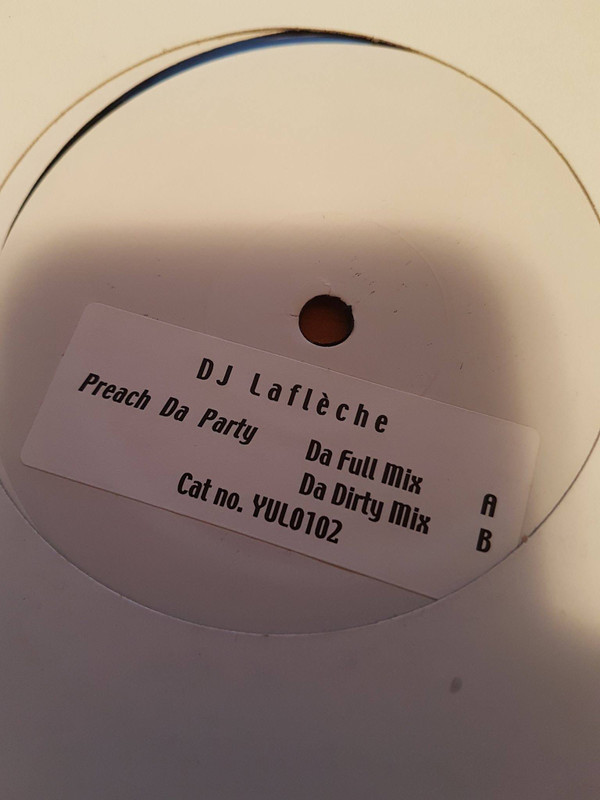 DJ Laflèche
Preach Da Party
Da Full Mix A
Da Dirty Mix B
Cat no. YUL0102